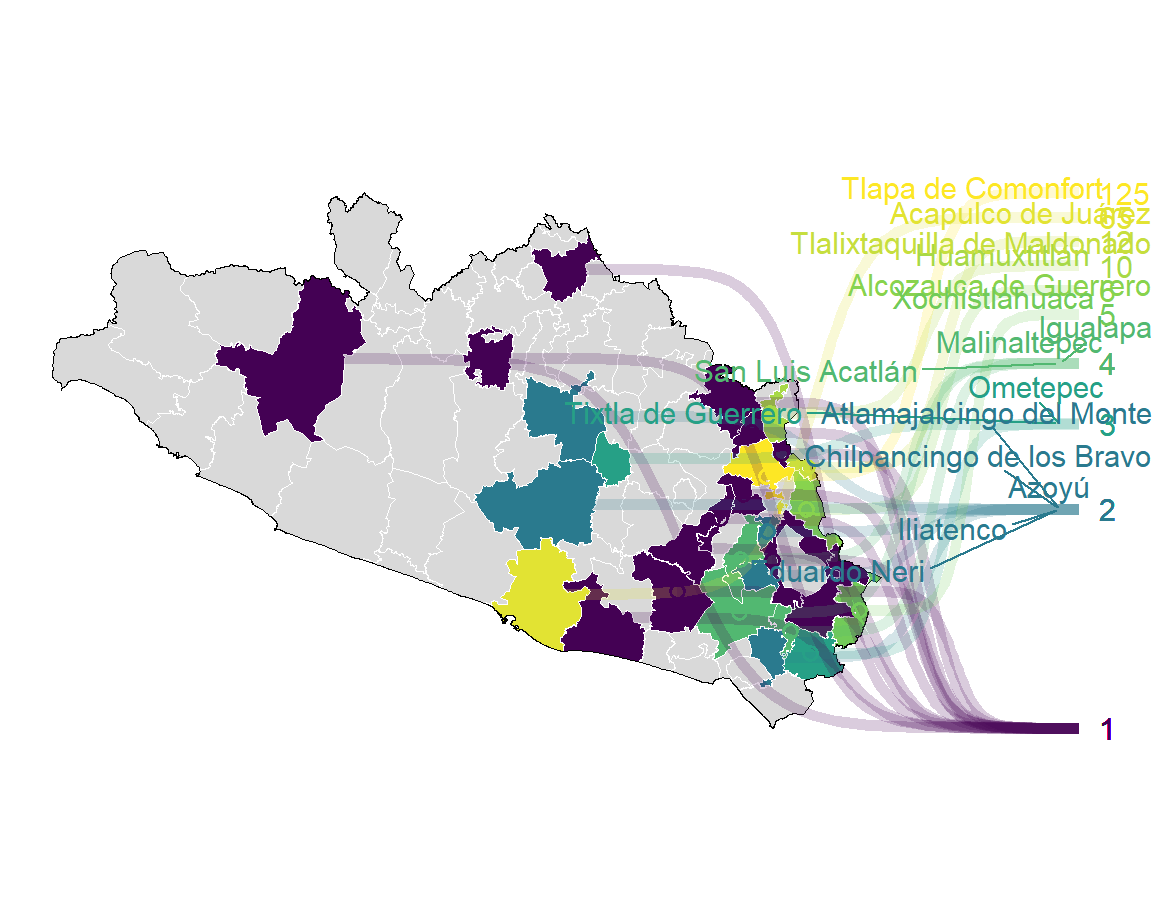 Tlapa de Comonfort 125
Acapulco de Juárez 65
Tlalixtaquilla de Maldonado 12
Huamuxtitlán 10
Alcozauca de Guerrero
Xochistlahuaca 5
Igualapa
Malinaltepec
San Luis Acatlán 4
Ometepec
Tixtla de Guerrero 3
Atlamajalcingo del Monte
Chilpancingo de los Bravo
Azoyú
2
Iliatenco
duardo Neri
1